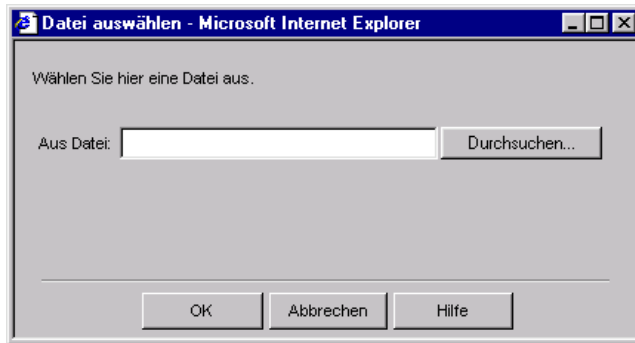 Datei auswählen - Microsoft Internet Explorer
Wählen Sie hier eine Datei aus.
Aus Datei: Durchsuchen...
OK Abbrechen Hilfe